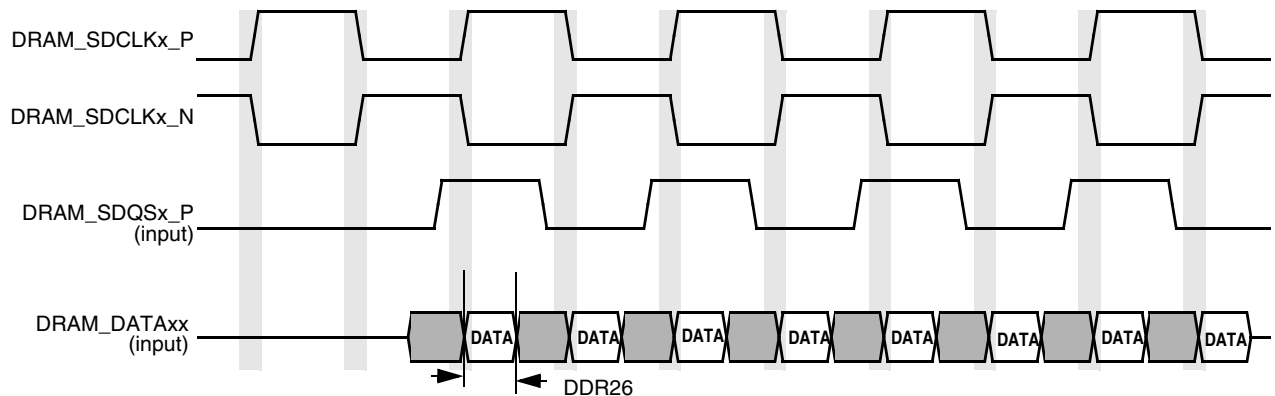 DRAM_SDCLKx_P
DRAM_SDCLKx_N
DRAM_SDQSx_P
(input)
DRAM_DATAxx
(input)
DATA DATA DATA DATA DATA DATA DATA DATA
DDR26